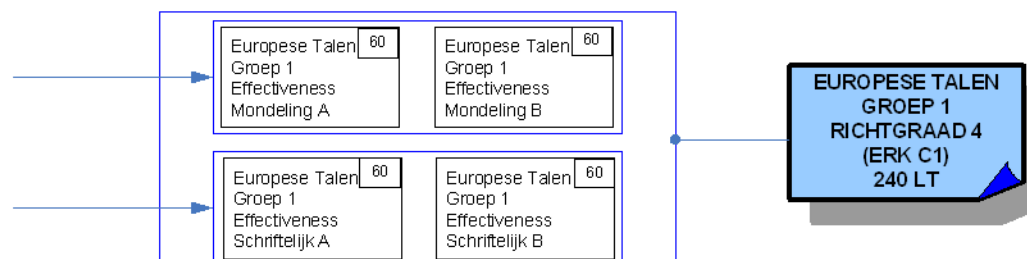 Europese Talen 60
Groep 1
Effectiveness
Mondeling A
Europese Talen 60
Groep 1
Effectiveness
Mondeling B
Europese Talen 60
Groep 1
Effectiveness
Schriftelijk A
Europese Talen 60
Groep 1
Effectiveness
Schriftelijk B
EUROPESE TALEN
GROEP 1
RICHTGRAAD 4
(ERK C1)
240 LT